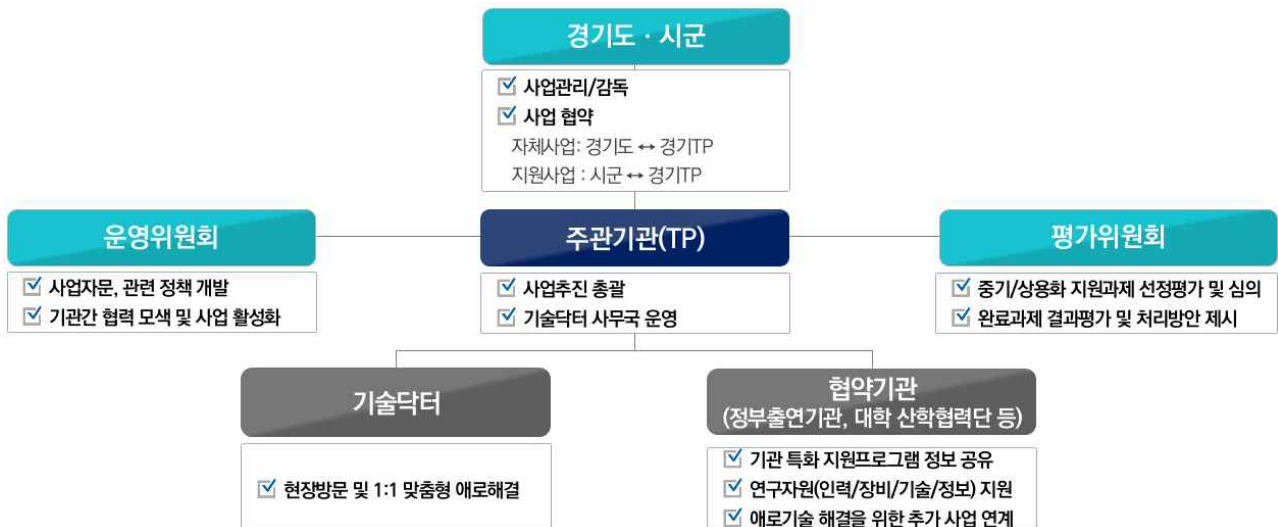 경기도 · 시군
사업관리/감독
사업 협약
자체사업: 경기도 ↔ 경기TP
지원사업 : 시군 ↔ 경기TP
운영위원회
사업자문, 관련 정책 개발
기관간 협력 모색 및 사업 활성화
주관기관(TP)
사업추진 총괄
기술닥터 사무국 운영
평가위원회
중기/상용화 지원과제 선정평가 및 심의
완료과제 결과평가 및 처리방안 제시
기술닥터
현장방문 및 1:1 맞춤형 애로해결
협약기관
(정부출연기관, 대학 산학협력단 등)
기관 특화 지원프로그램 정보 공유
연구자원(인력/장비/기술/정보) 지원
애로기술 해결을 위한 추가 사업 연계